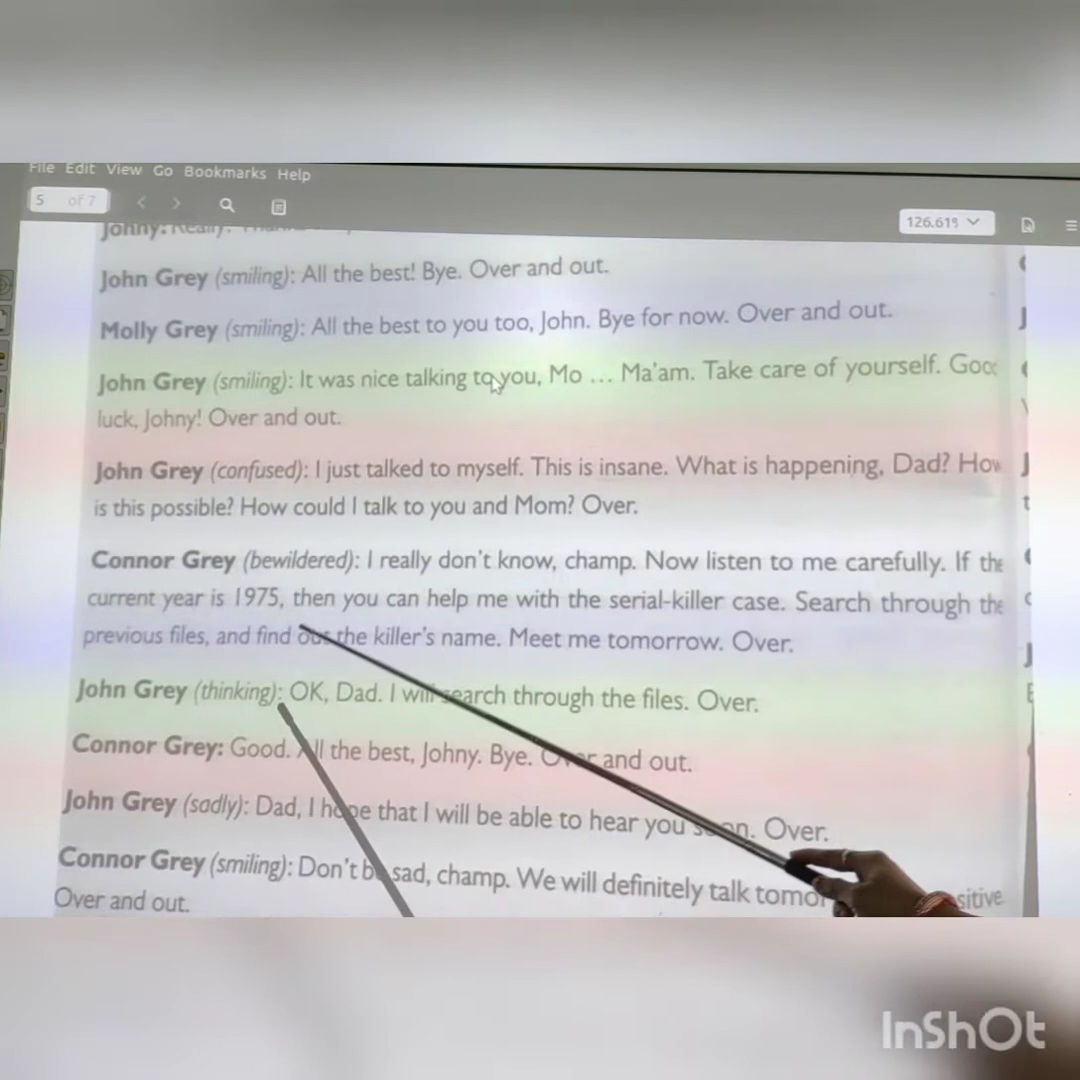 File Edit View Go Bookmarks Help
5 of 7
126.61%
Johny:
John Grey (smiling): All the best! Bye. Over and out.
Molly Grey (smiling): All the best to you too, John. Bye for now. Over and out.
John Grey (smiling): It was nice talking to you, Mo ... Ma'am. Take care of yourself. Good
luck, Johny! Over and out.
John Grey (confused): I just talked to myself. This is insane. What is happening, Dad? How
is this possible? How could I talk to you and Mom? Over.
Connor Grey (bewildered): I really don't know, champ. Now listen to me carefully. If the
current year is 1975, then you can help me with the serial-killer case. Search through the
previous files, and find out the killer's name. Meet me tomorrow. Over.
John Grey (thinking): OK, Dad. I will search through the files. Over.
Connor Grey: Good. All the best, Johny. Bye. Over and out.
John Grey (sadly): Dad, I hope that I will be able to hear you soon. Over.
Connor Grey (smiling): Don't be sad, champ. We will definitely talk tomor sitive
Over and out.
InShOt